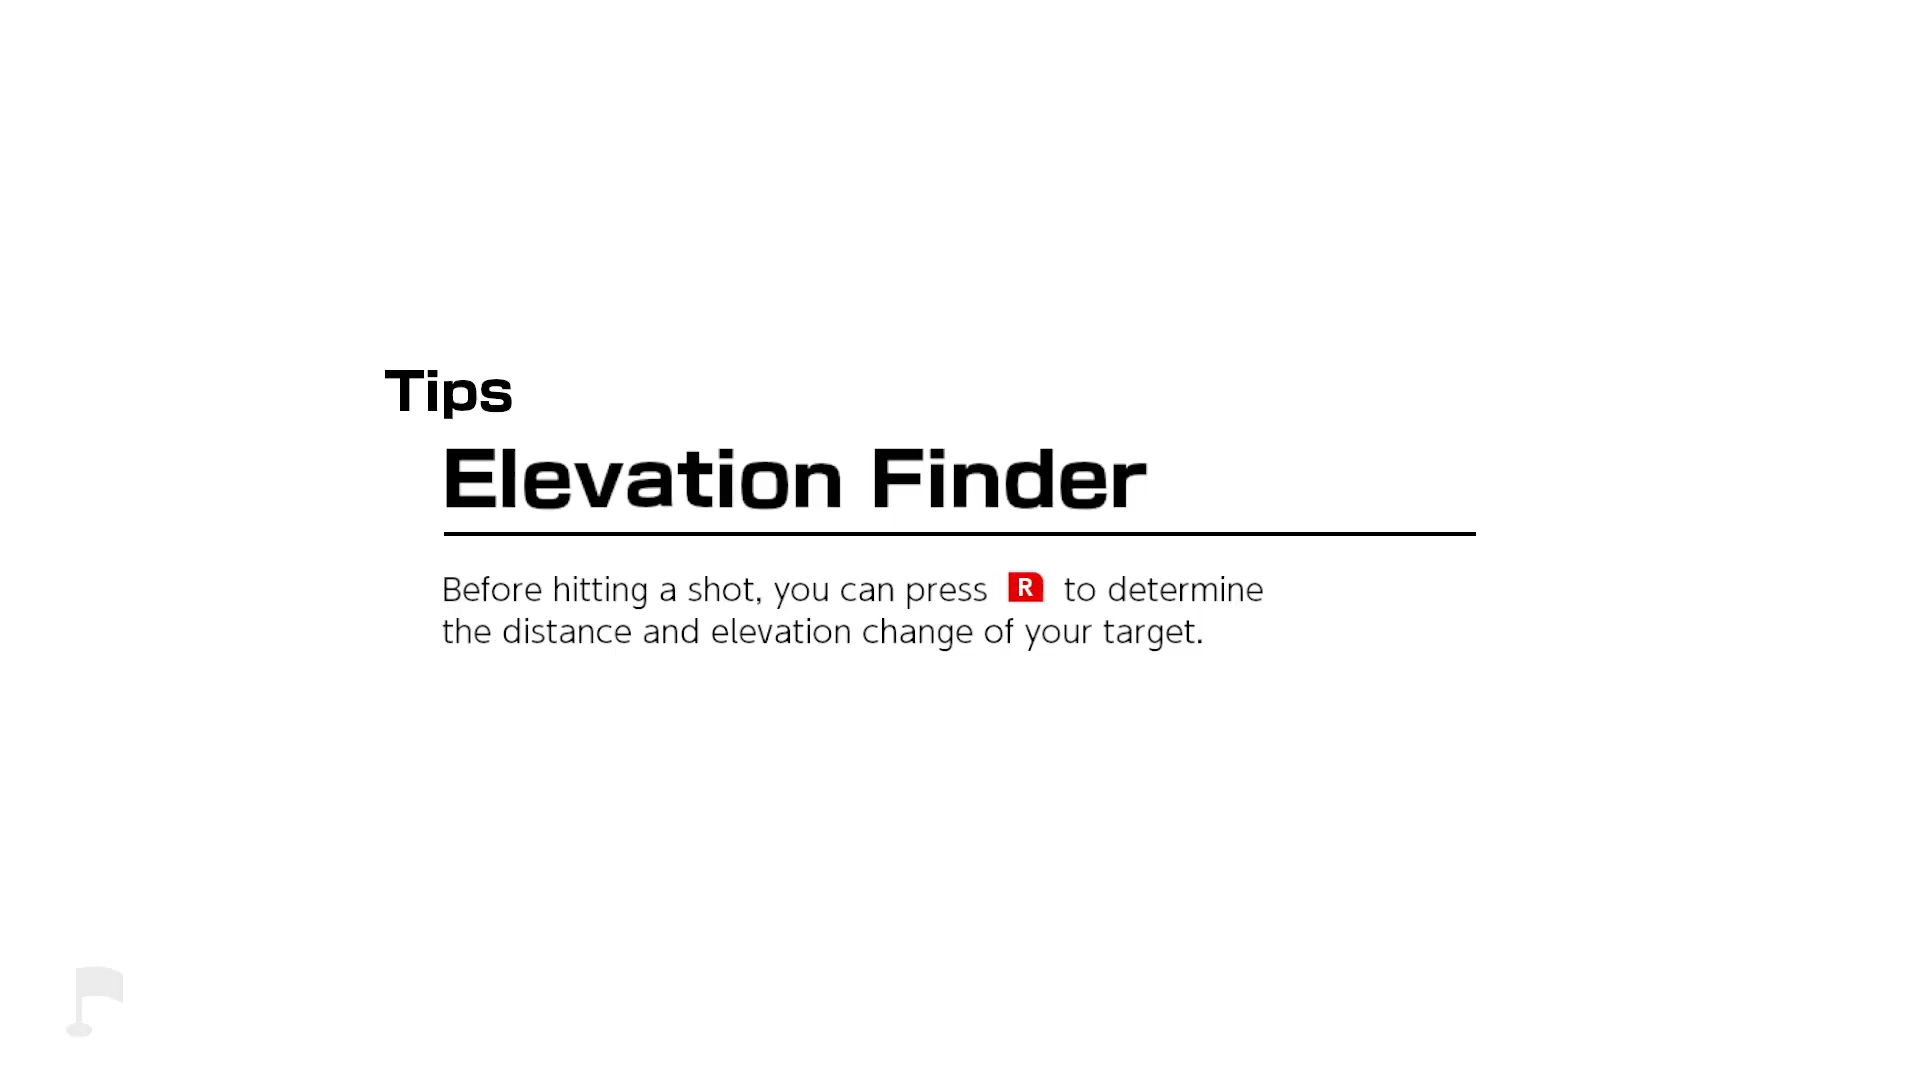 Tips
Elevation Finder
Before hitting a shot, you can press R to determine
the distance and elevation change of your target.